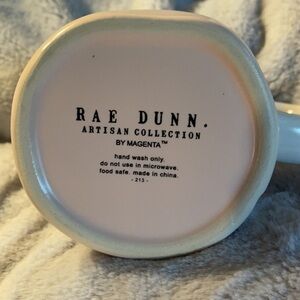 RAE DUNN.
ARTISAN COLLECTION
BY MAGENTA™
hand wash only.
do not use in microwave.
food safe. made in china.
- 213 -